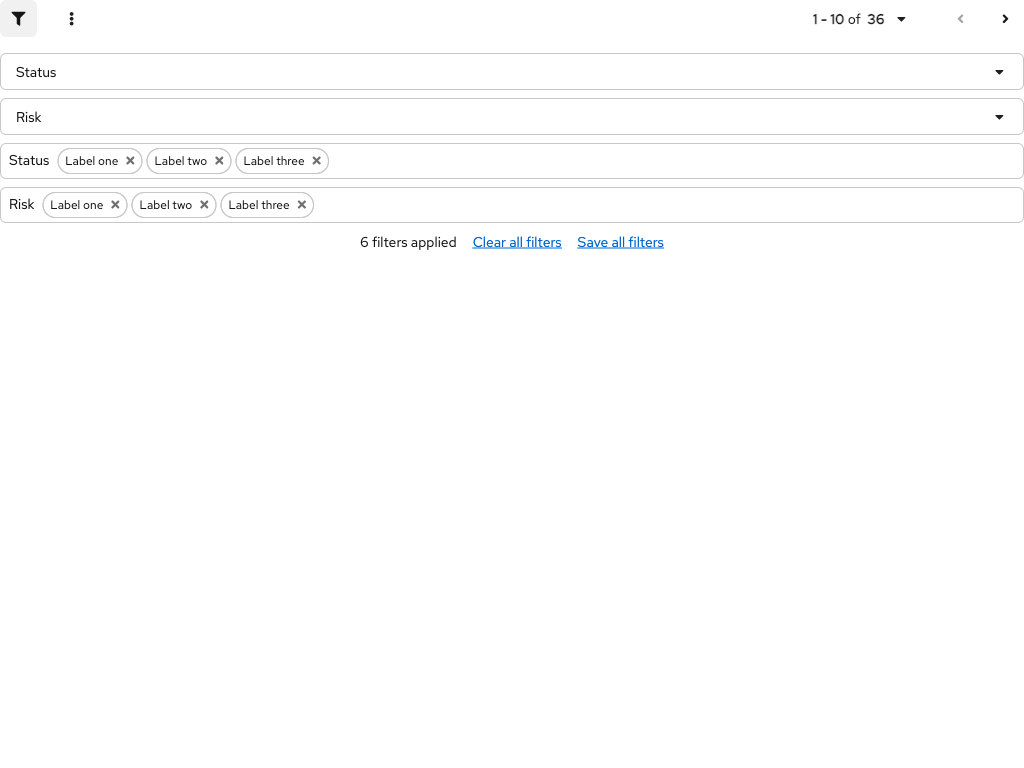 1 - 10 of 36
Status
Risk
Status Label one Label two Label three
Risk Label one Label two Label three
6 filters applied Clear all filters Save all filters